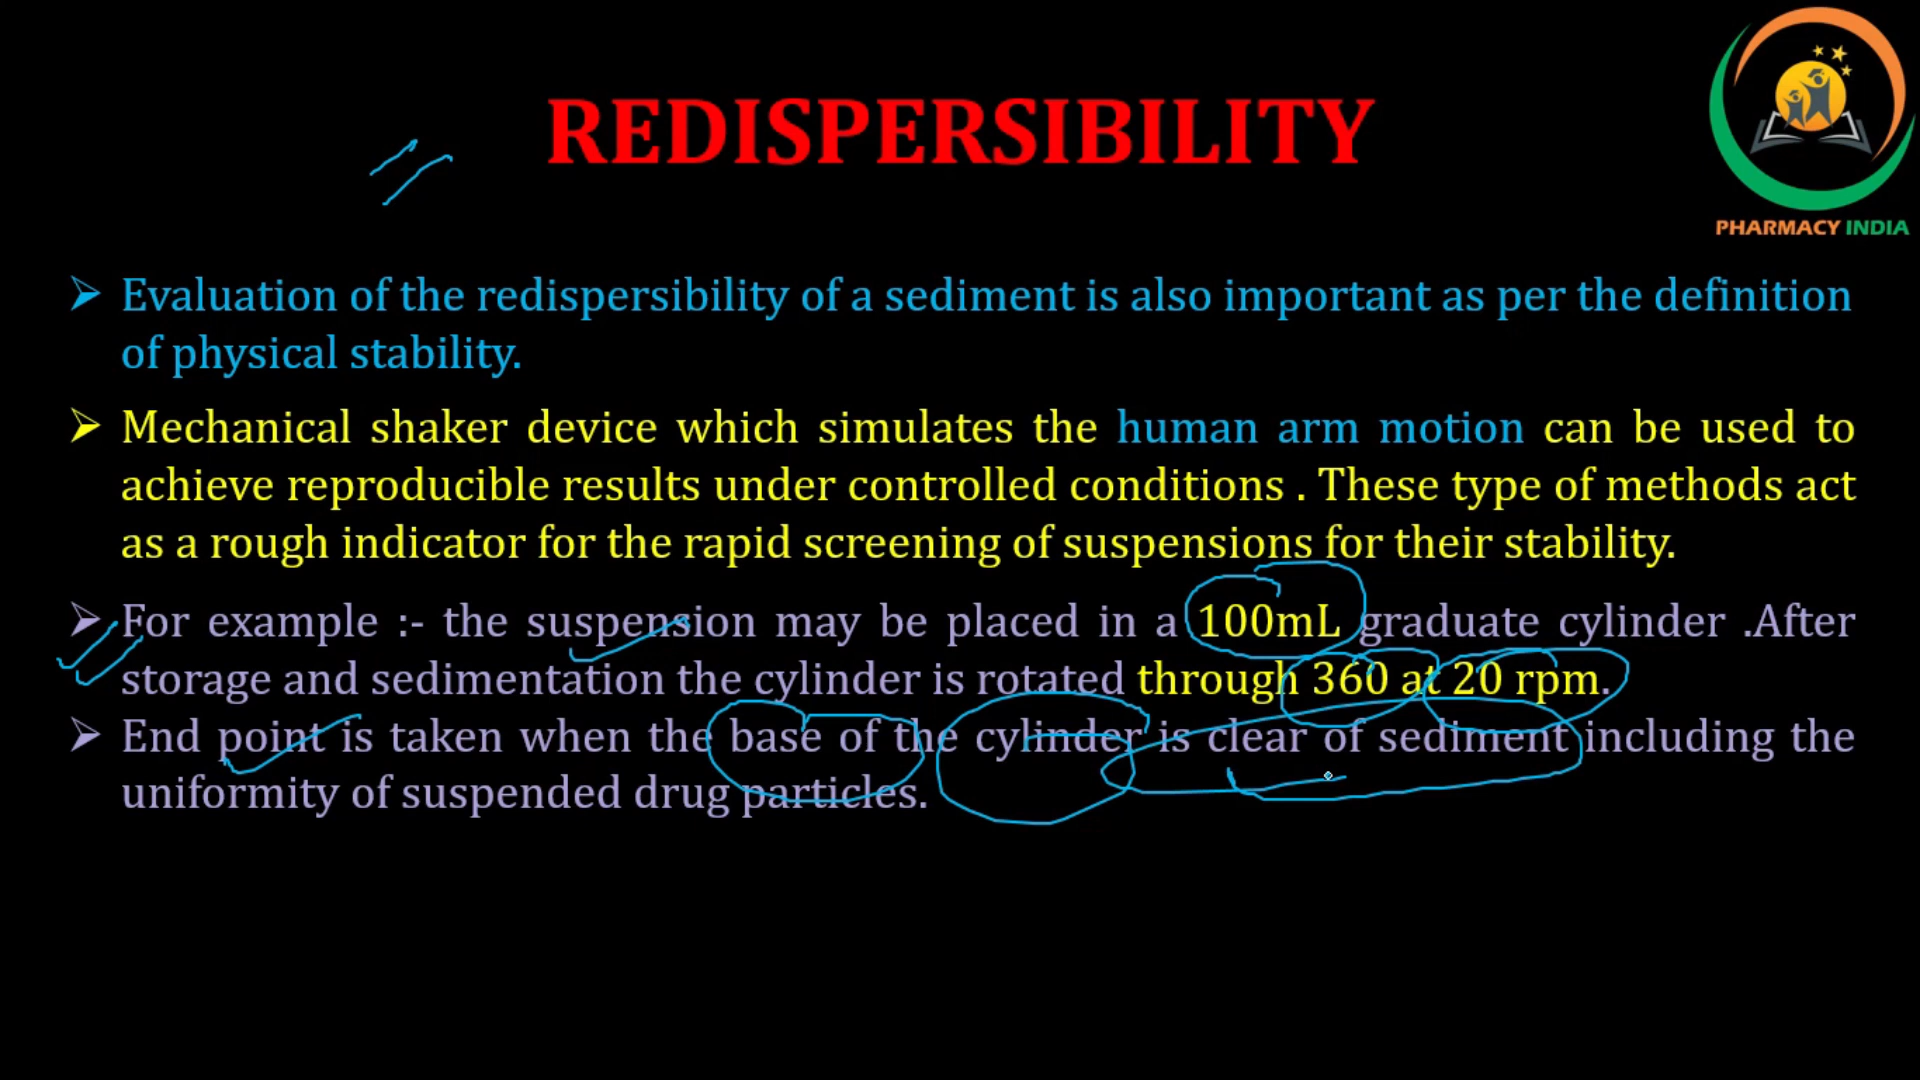 REDISPERSIBILITY
PHARMACY INDIA
➢ Evaluation of the redispersibility of a sediment is also important as per the definition
of physical stability.
➢ Mechanical shaker device which simulates the human arm motion can be used to
achieve reproducible results under controlled conditions . These type of methods act
as a rough indicator for the rapid screening of suspensions for their stability.
➢ For example :- the suspension may be placed in a 100mL graduate cylinder .After
storage and sedimentation the cylinder is rotated through 360 at 20 rpm.
➢ End point is taken when the base of the cylinder is clear of sediment including the
uniformity of suspended drug particles.